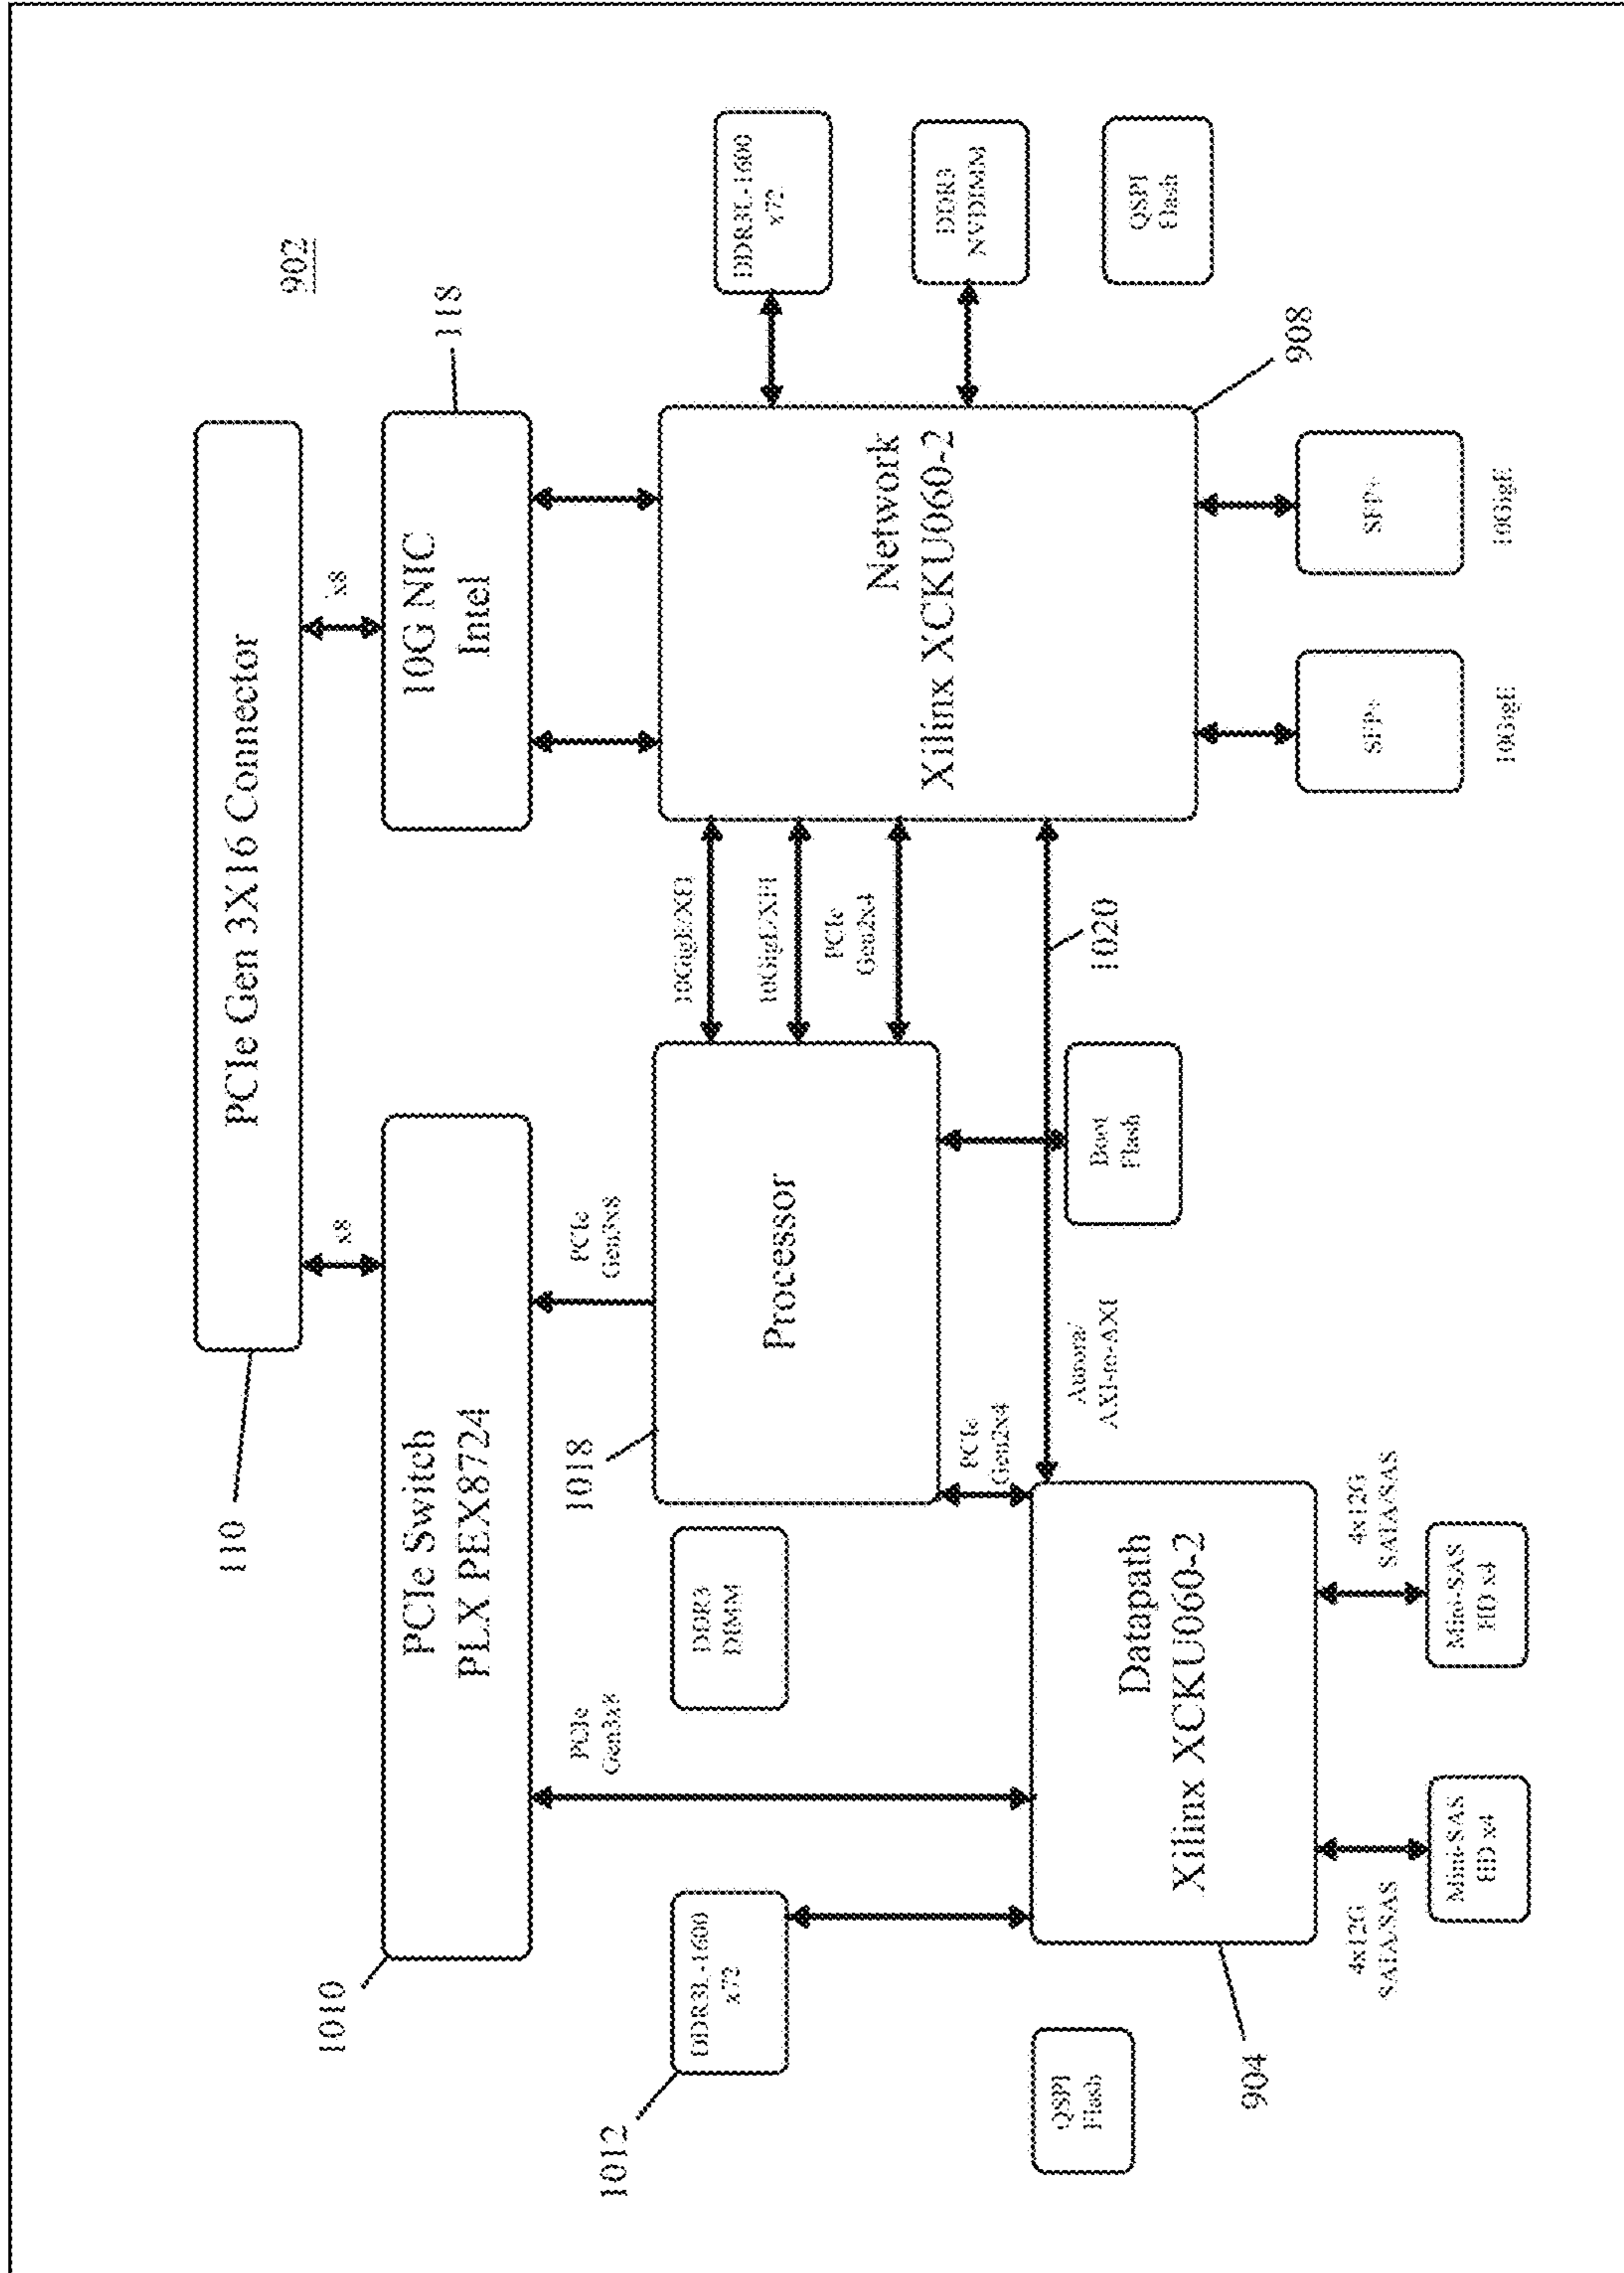 902
110
PCIe Gen 3X16 Connector
x8
x8
1010
PCIe Switch
PLX PEX8724
10G NIC
Intel
118
1012
DDR3L-1600
x72
PCIe
Gen3x8
DDR3
DIMM
1018
PCIe
Gen3x8
Processor
10GigE/XFI
10GigE/XFI
PCIe
Gen2x4
Network
Xilinx XCKU060-2
DDR3L-1600
x72
DDR3
NVDIMM
QSPI
Flash
908
PCIe
Gen2x4
Aurora/
AXI-to-AXI
1020
Boot
Flash
QSPI
Flash
904
Datapath
Xilinx XCKU060-2
4x12G
SATA/SAS
4x12G
SATA/SAS
Mini-SAS
HD x4
Mini-SAS
HD x4
SFP+
SFP+
10GigE
10GigE